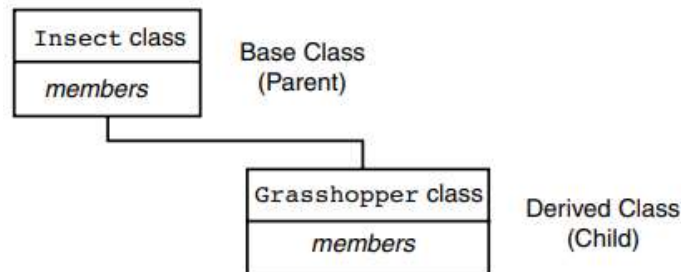 Insect class
members
Base Class
(Parent)
Grasshopper class
members
Derived Class
(Child)